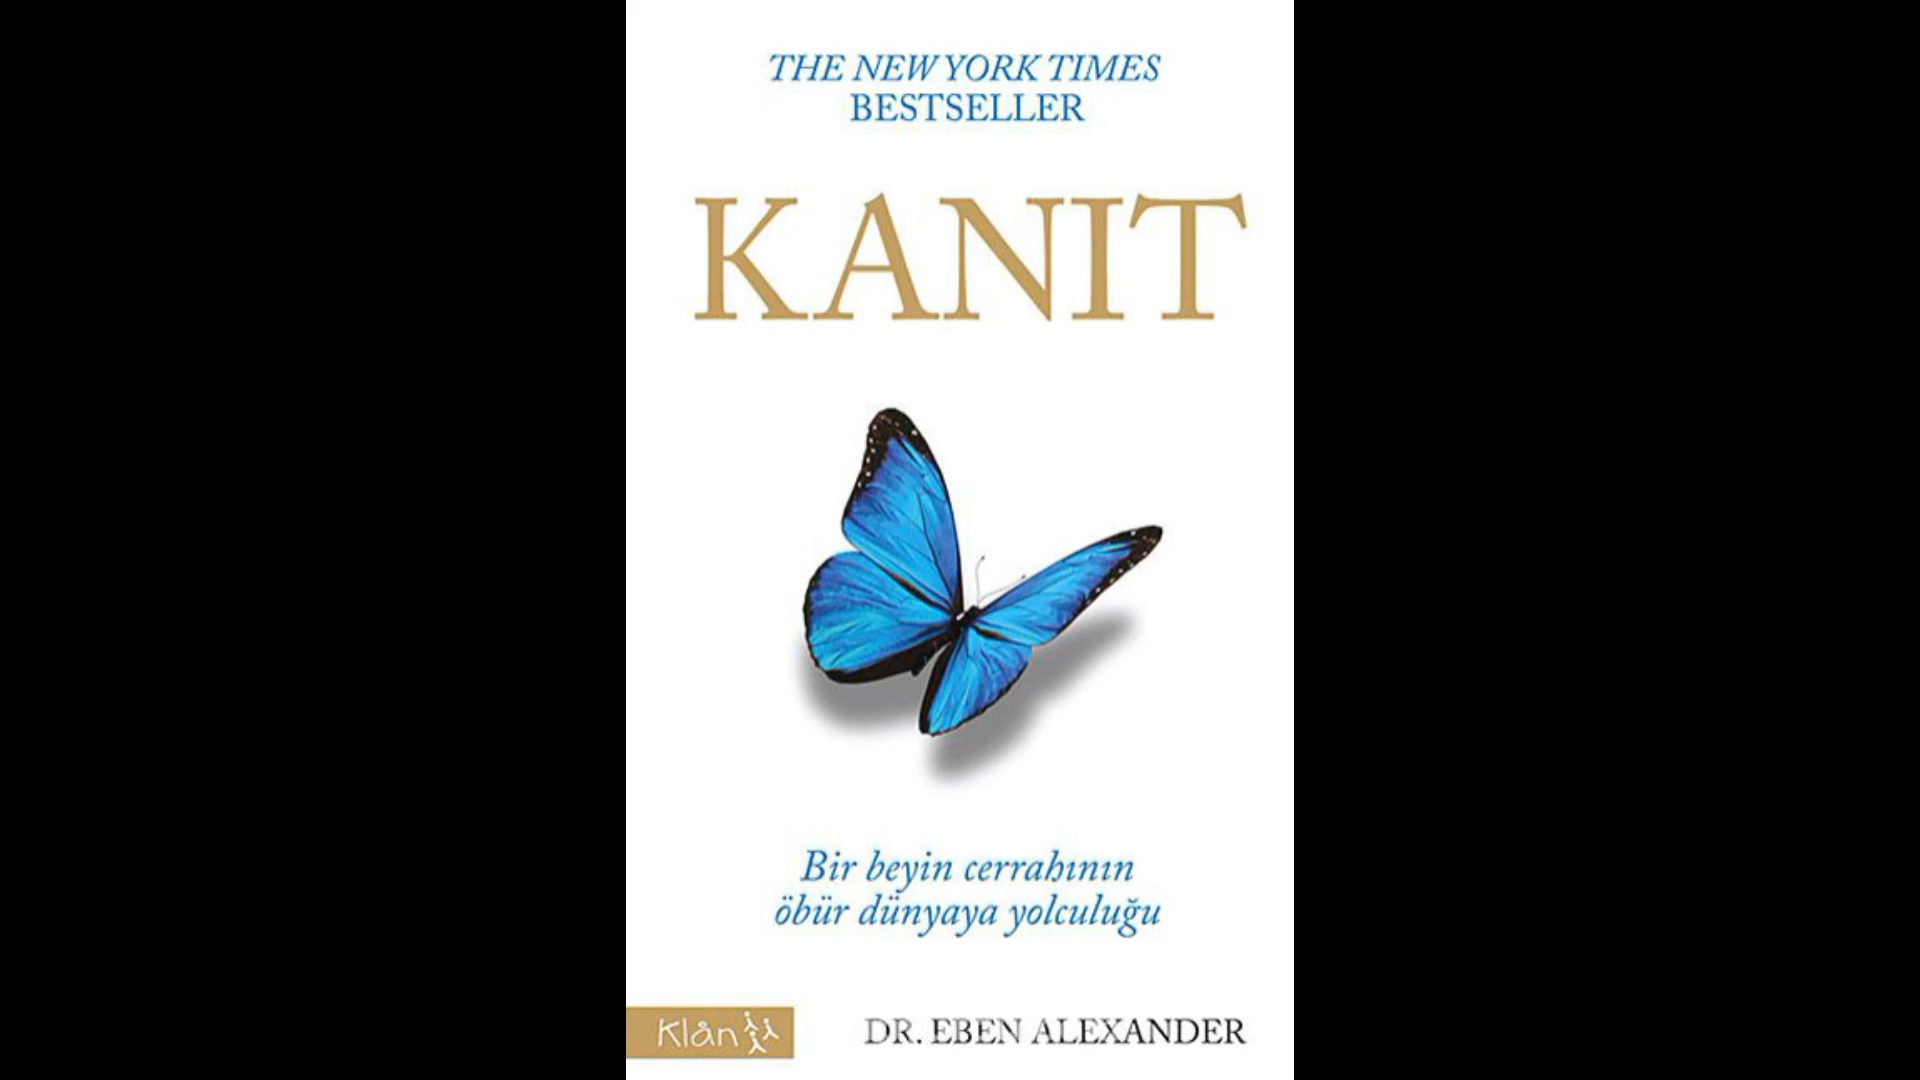 THE NEW YORK TIMES
BESTSELLER
KANIT
Bir beyin cerrahının
öbür dünyaya yolculuğu
Klan
DR. EBEN ALEXANDER